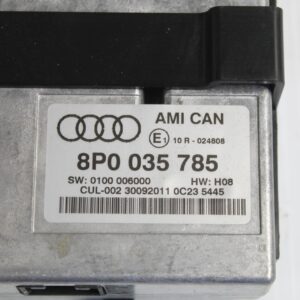 AMI CAN
E1 10 R - 024808
8P0 035 785
SW: 0100 006000 HW: H08
CUL-002 30092011 0C23 5445